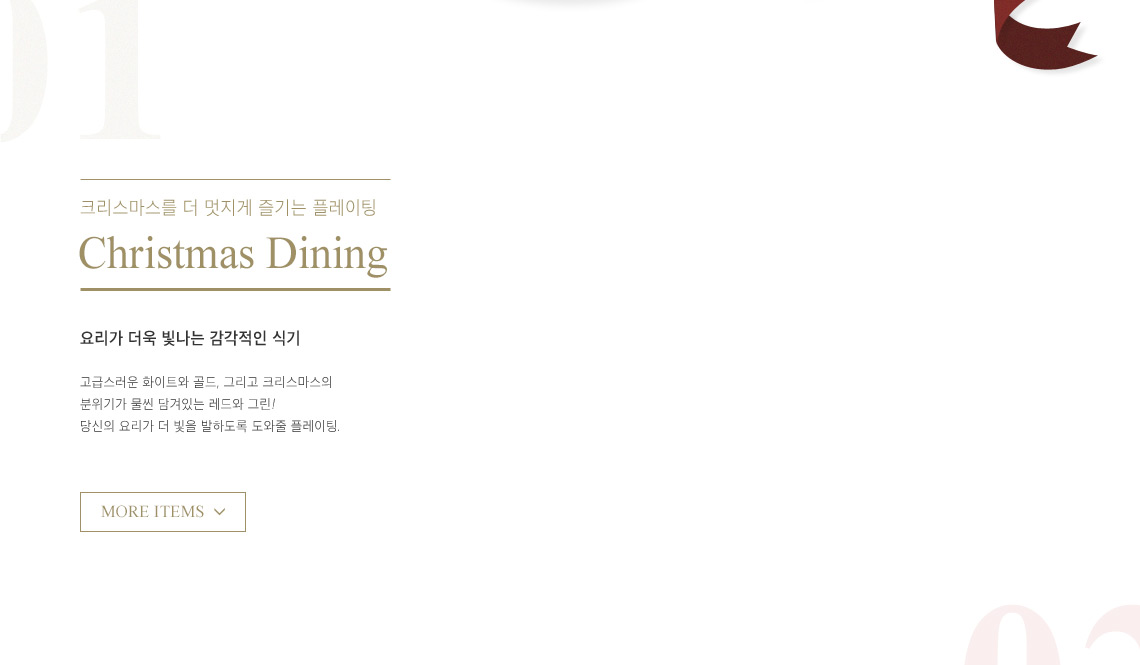 01
크리스마스를 더 멋지게 즐기는 플레이팅
Christmas Dining
요리가 더욱 빛나는 감각적인 식기
고급스러운 화이트와 골드, 그리고 크리스마스의
분위기가 물씬 담겨있는 레드와 그린!
당신의 요리가 더 빛을 발하도록 도와줄 플레이팅.
MORE ITEMS
02